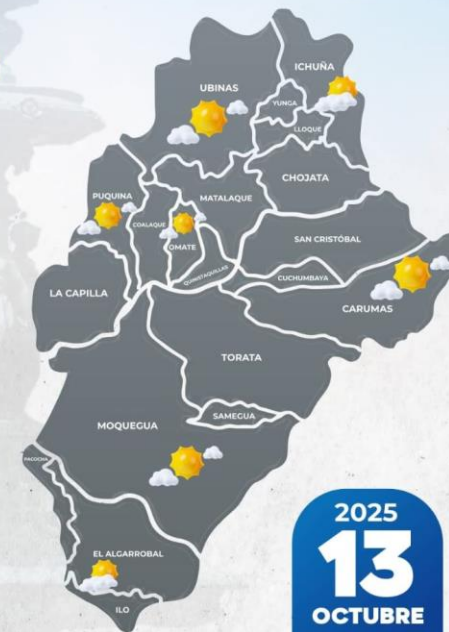 ICHUÑA
UBINAS
YUNGA
LLOQUE
CHOJATA
PUQUINA
MATALAQUE
COALAQUE
OMATE
SAN CRISTÓBAL
QUINISTAQUILLAS
CUCHUMBAYA
LA CAPILLA
CARUMAS
TORATA
SAMEGUA
MOQUEGUA
PACOCHA
EL ALGARROBAL
ILO
2025
13
OCTUBRE